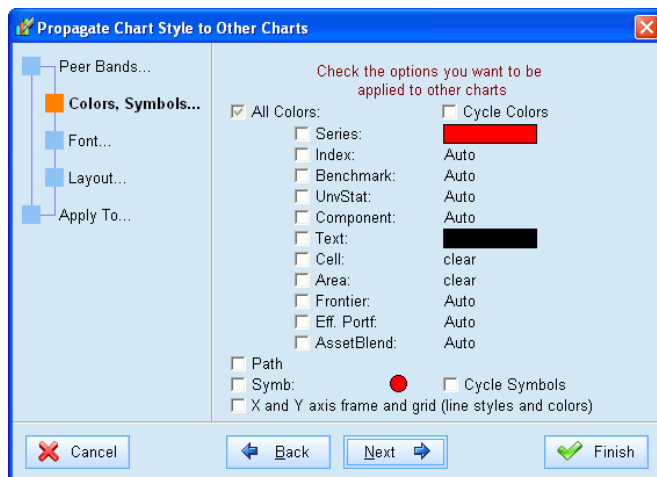 Propagate Chart Style to Other Charts
Peer Bands...
Colors, Symbols...
Font...
Layout...
Apply To...
Check the options you want to be
applied to other charts
All Colors: Cycle Colors
Series:
Index: Auto
Benchmark: Auto
UnvStat: Auto
Component: Auto
Text:
Cell: clear
Area: clear
Frontier: Auto
Eff. Portf: Auto
AssetBlend: Auto
Path
Symb: Cycle Symbols
X and Y axis frame and grid (line styles and colors)
Cancel Back Next Finish